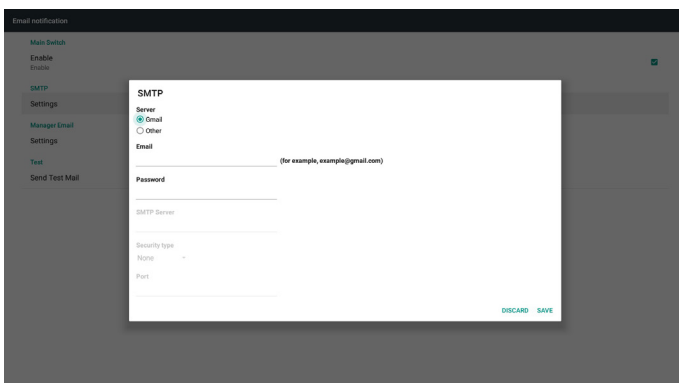 Email notification
Main Switch
Enable
Enable
SMTP
Settings
Manager Email
Settings
Test
Send Test Mail
SMTP
Server
Gmail
Other
Email
(for example, example@gmail.com)
Password
SMTP Server
Security type
None
Port
DISCARD SAVE